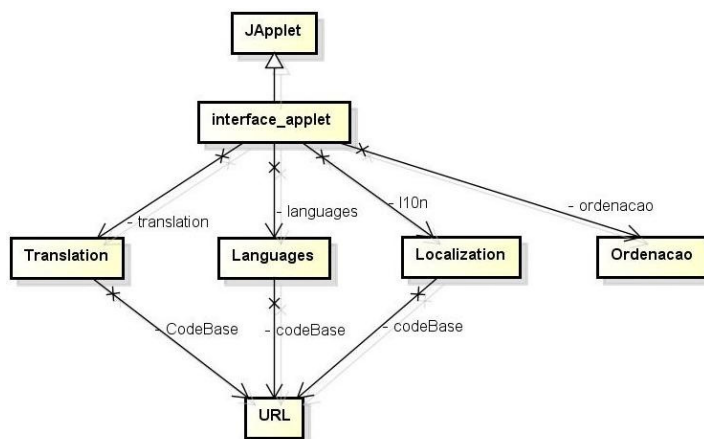 JApplet
interface_applet
- translation
- languages
- l10n
- ordenacao
Translation
Languages
Localization
Ordenacao
- CodeBase
- codeBase
- codeBase
URL